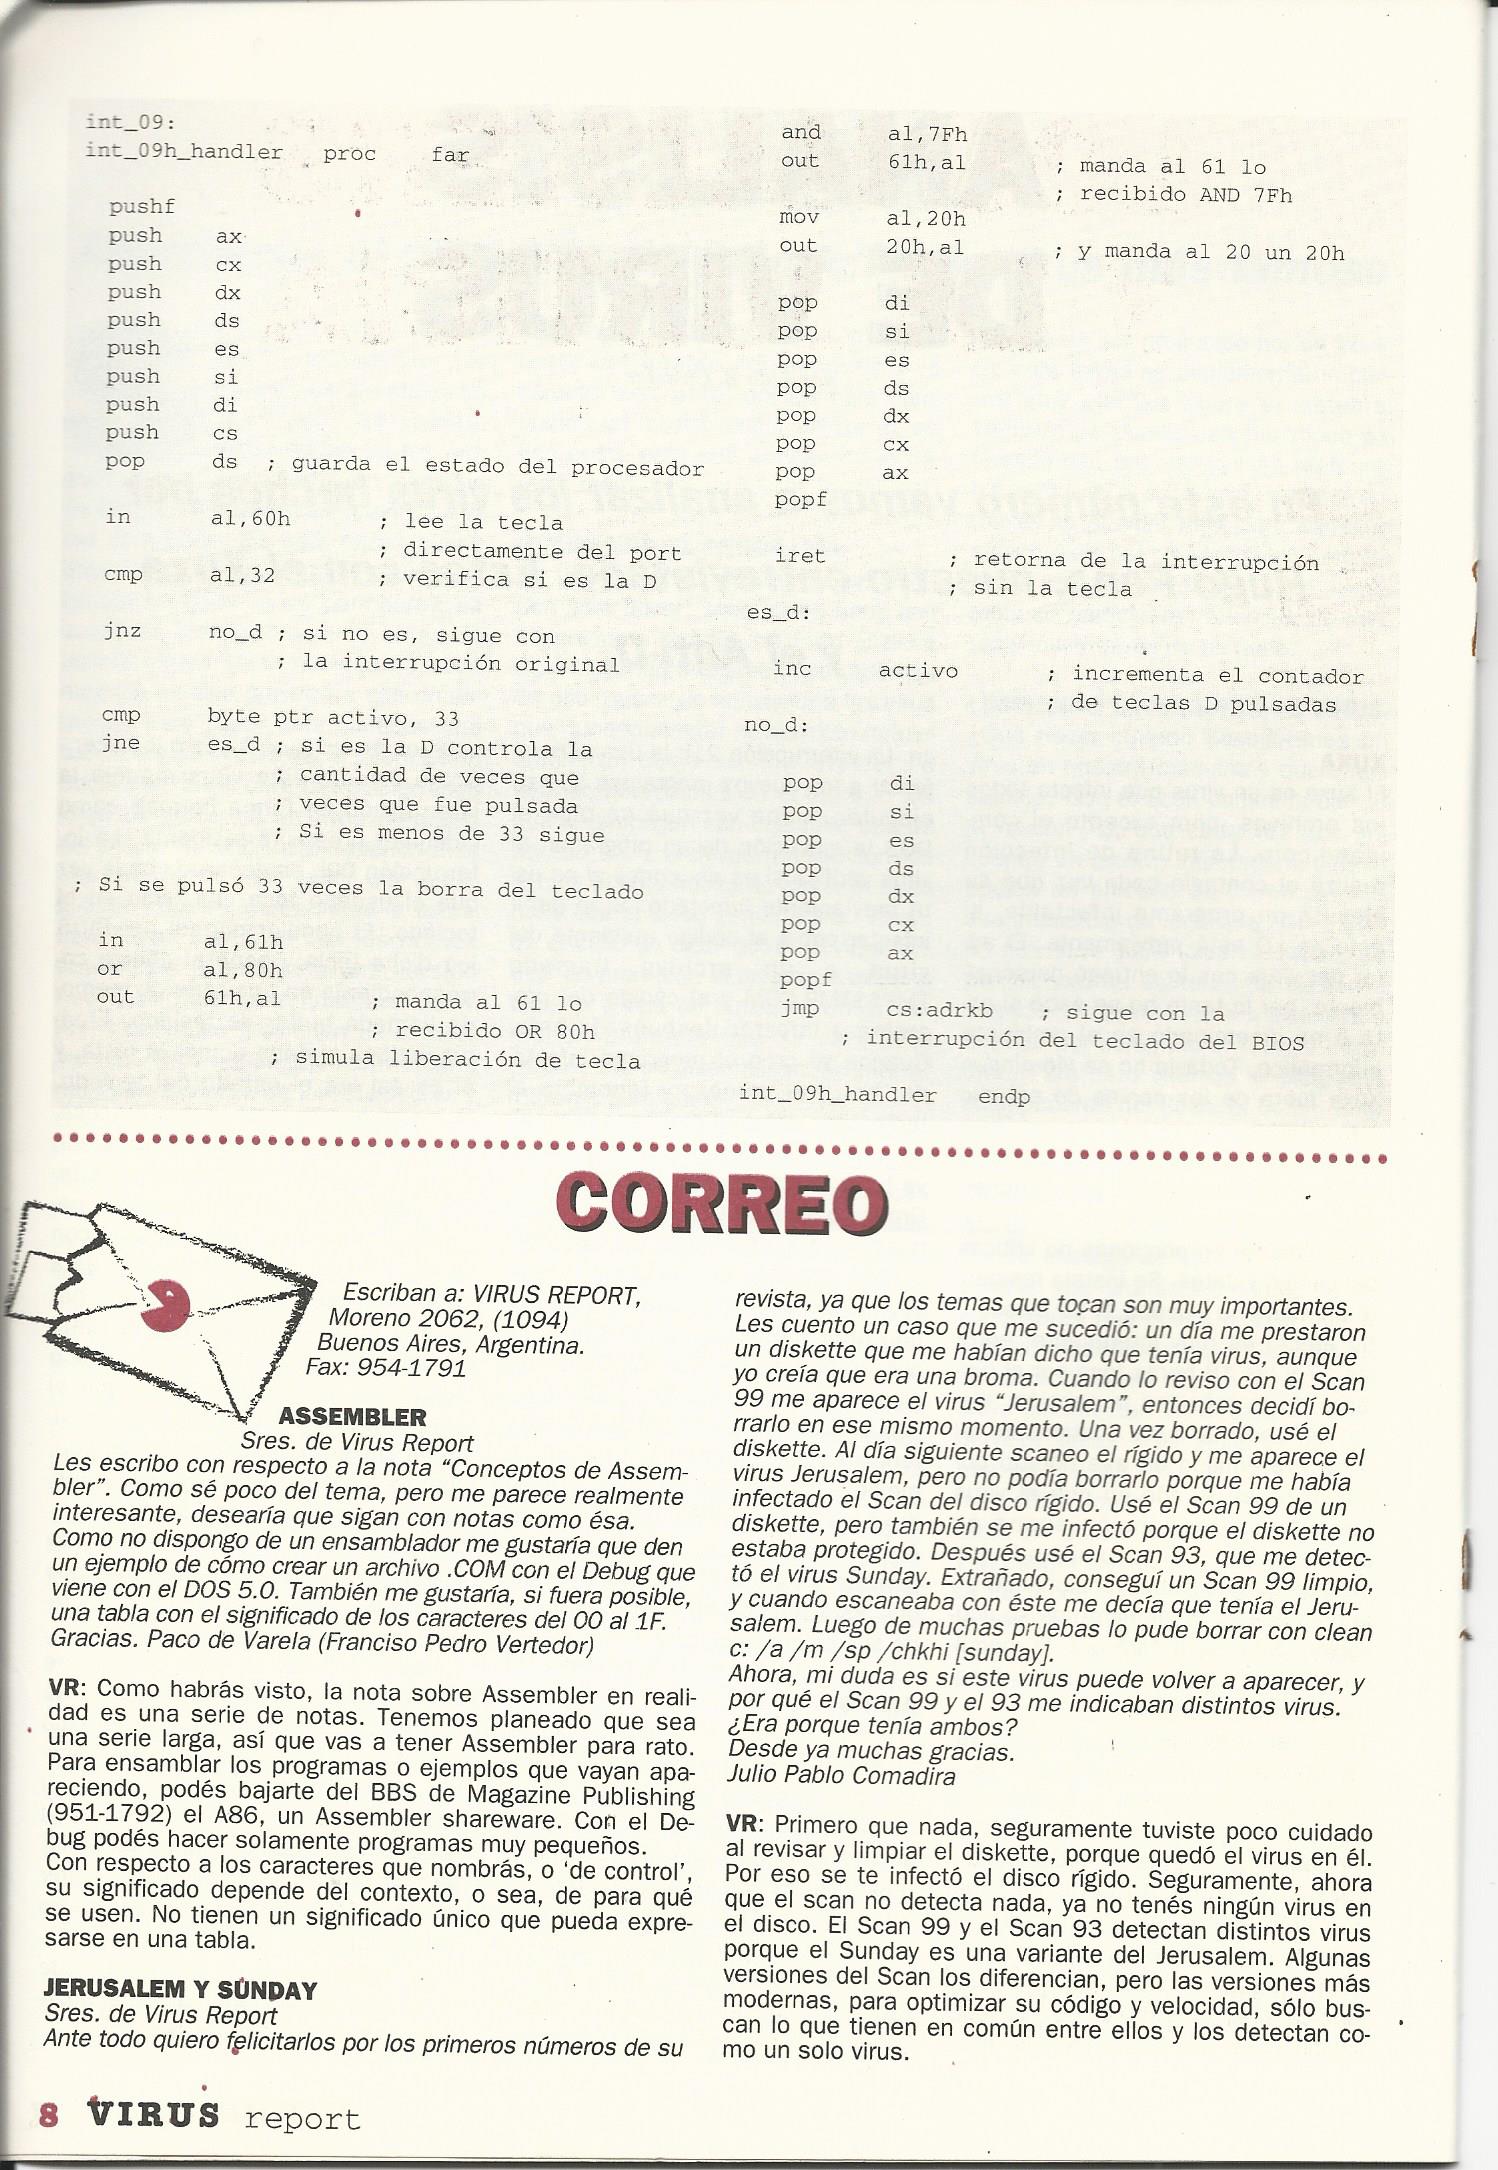 int_09:
int_09h_handler proc far
pushf
push ax
push cx
push dx
push ds
push es
push si
push di
push cs
pop ds ; guarda el estado del procesador
in al,60h ; lee la tecla
; directamente del port
cmp al,32 ; verifica si es la D
jnz no_d ; si no es, sigue con
; la interrupción original
cmp byte ptr activo, 33
jne es_d ; si es la D controla la
; cantidad de veces que
; veces que fue pulsada
; Si es menos de 33 sigue
; Si se pulsó 33 veces la borra del teclado
in al,61h
or al,80h
out 61h,al ; manda al 61 lo
; recibido OR 80h
; simula liberación de tecla
and al,7Fh
out 61h,al ; manda al 61 lo
; recibido AND 7Fh
mov al,20h
out 20h,al ; y manda al 20 un 20h
pop di
pop si
pop es
pop ds
pop dx
pop cx
pop ax
popf
iret ; retorna de la interrupción
; sin la tecla
es_d:
inc activo ; incrementa el contador
; de teclas D pulsadas
no_d:
pop di
pop si
pop es
pop ds
pop dx
pop cx
pop ax
popf
jmp cs:adrkb ; sigue con la
; interrupción del teclado del BIOS
int_09h_handler endp
CORREO
Escriban a: VIRUS REPORT,
Moreno 2062, (1094)
Buenos Aires, Argentina.
Fax: 954-1791
ASSEMBLER
Sres. de Virus Report
Les escribo con respecto a la nota “Conceptos de Assem-
bler”. Como sé poco del tema, pero me parece realmente
interesante, desearía que sigan con notas como ésa.
Como no dispongo de un ensamblador me gustaría que den
un ejemplo de cómo crear un archivo .COM con el Debug que
viene con el DOS 5.0. También me gustaría, si fuera posible,
una tabla con el significado de los caracteres del 00 al 1F.
Gracias. Paco de Varela (Franciso Pedro Vertedor)
VR: Como habrás visto, la nota sobre Assembler en reali-
dad es una serie de notas. Tenemos planeado que sea
una serie larga, así que vas a tener Assembler para rato.
Para ensamblar los programas o ejemplos que vayan apa-
reciendo, podés bajarte del BBS de Magazine Publishing
(951-1792) el A86, un Assembler shareware. Con el De-
bug podés hacer solamente programas muy pequeños.
Con respecto a los caracteres que nombrás, o ‘de control’,
su significado depende del contexto, o sea, de para qué
se usen. No tienen un significado único que pueda expre-
sarse en una tabla.
JERUSALEM Y SUNDAY
Sres. de Virus Report
Ante todo quiero felicitarlos por los primeros números de su
revista, ya que los temas que tocan son muy importantes.
Les cuento un caso que me sucedió: un día me prestaron
un diskette que me habían dicho que tenía virus, aunque
yo creía que era una broma. Cuando lo reviso con el Scan
99 me aparece el virus “Jerusalem”, entonces decidí bo-
rrarlo en ese mismo momento. Una vez borrado, usé el
diskette. Al día siguiente scaneo el rígido y me aparece el
virus Jerusalem, pero no podía borrarlo porque me había
infectado el Scan del disco rígido. Usé el Scan 99 de un
diskette, pero también se me infectó porque el diskette no
estaba protegido. Después usé el Scan 93, que me detec-
tó el virus Sunday. Extrañado, conseguí un Scan 99 limpio,
y cuando escaneaba con éste me decía que tenía el Jeru-
salem. Luego de muchas pruebas lo pude borrar con clean
c: /a /m /sp /chkhi [sunday].
Ahora, mi duda es si este virus puede volver a aparecer, y
por qué el Scan 99 y el 93 me indicaban distintos virus.
¿Era porque tenía ambos?
Desde ya muchas gracias.
Julio Pablo Comadira
VR: Primero que nada, seguramente tuviste poco cuidado
al revisar y limpiar el diskette, porque quedó el virus en él.
Por eso se te infectó el disco rígido. Seguramente, ahora
que el scan no detecta nada, ya no tenés ningún virus en
el disco. El Scan 99 y el Scan 93 detectan distintos virus
porque el Sunday es una variante del Jerusalem. Algunas
versiones del Scan los diferencian, pero las versiones más
modernas, para optimizar su código y velocidad, sólo bus-
can lo que tienen en común entre ellos y los detectan co-
mo un solo virus.
8 VIRUS report